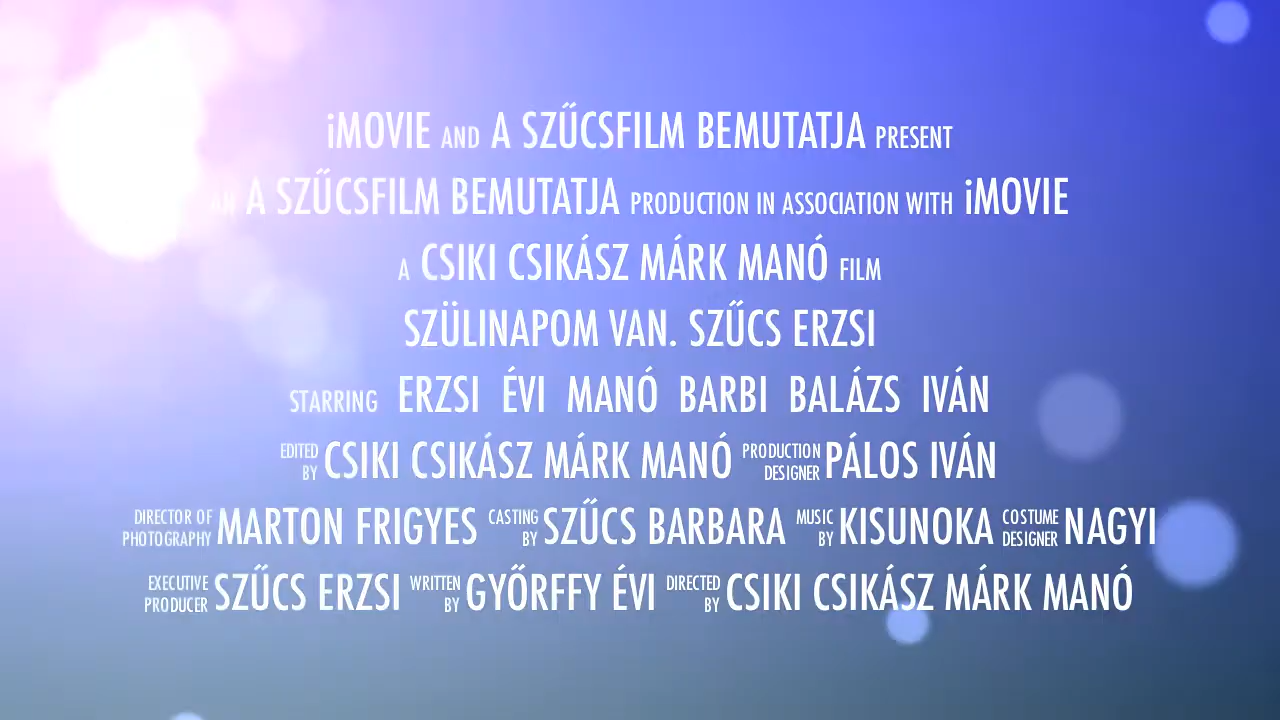 iMOVIE AND A SZŰCSFILM BEMUTATJA PRESENT
AN A SZŰCSFILM BEMUTATJA PRODUCTION IN ASSOCIATION WITH iMOVIE
A CSIKI CSIKÁSZ MÁRK MANÓ FILM
SZÜLINAPOM VAN. SZŰCS ERZSI
STARRING ERZSI ÉVI MANÓ BARBI BALÁZS IVÁN
EDITED BY CSIKI CSIKÁSZ MÁRK MANÓ PRODUCTION DESIGNER PÁLOS IVÁN
DIRECTOR OF PHOTOGRAPHY MARTON FRIGYES CASTING BY SZŰCS BARBARA MUSIC BY KISUNOKA COSTUME DESIGNER NAGYI
EXECUTIVE PRODUCER SZŰCS ERZSI WRITTEN BY GYŐRFFY ÉVI DIRECTED BY CSIKI CSIKÁSZ MÁRK MANÓ